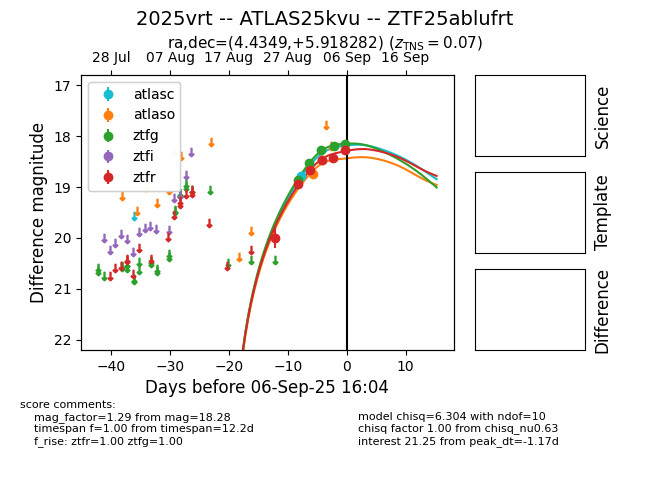 2025vrt -- ATLAS25kvu -- ZTF25ablufrt
ra,dec=(4.4349,+5.918282) (zTNS = 0.07)
28 Jul 07 Aug 17 Aug 27 Aug 06 Sep 16 Sep
17
18
19
20
21
22
Difference magnitude
atlasc
atlaso
ztfg
ztfi
ztfr
−40 −30 −20 −10 0 10
Days before 06-Sep-25 16:04
Science
Template
Difference
score comments:
mag_factor=1.29 from mag=18.28
timespan f=1.00 from timespan=12.2d
f_rise: ztfr=1.00 ztfg=1.00
model chisq=6.304 with ndof=10
chisq factor 1.00 from chisq_nu0.63
interest 21.25 from peak_dt=-1.17d